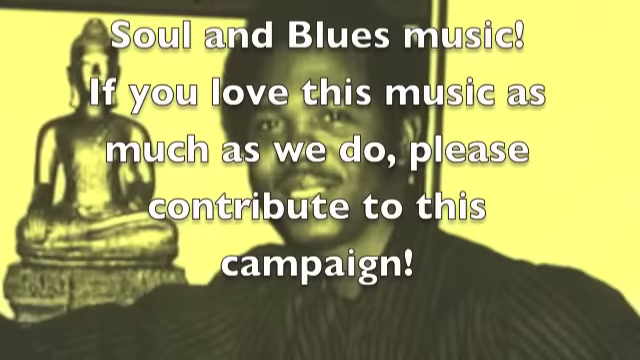 Soul and Blues music!
If you love this music as
much as we do, please
contribute to this
campaign!